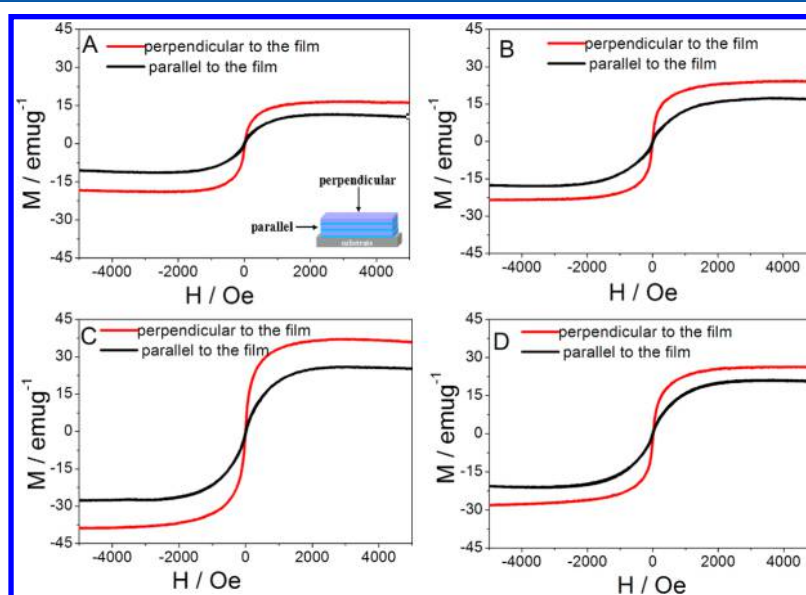 A
perpendicular to the film
parallel to the film
M / emug⁻¹
45
30
15
0
-15
-30
-45
perpendicular
parallel
substrate
-4000 -2000 0 2000 4000
H / Oe
B
perpendicular to the film
parallel to the film
M / emug⁻¹
45
30
15
0
-15
-30
-45
-4000 -2000 0 2000 4000
H / Oe
C
perpendicular to the film
parallel to the film
M / emug⁻¹
45
30
15
0
-15
-30
-45
-4000 -2000 0 2000 4000
H / Oe
D
perpendicular to the film
parallel to the film
M / emug⁻¹
45
30
15
0
-15
-30
-45
-4000 -2000 0 2000 4000
H / Oe